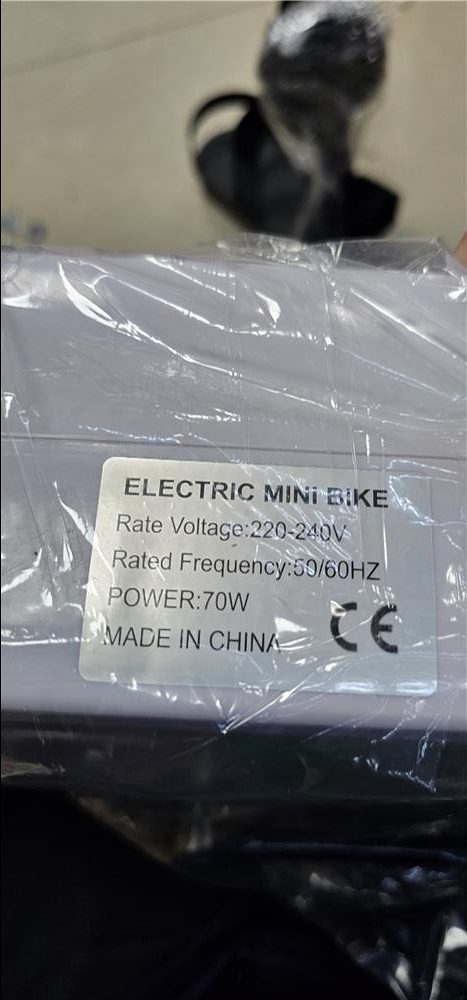 ELECTRIC MINI BIKE
Rate Voltage:220-240V
Rated Frequency:50/60HZ
POWER:70W
MADE IN CHINA
CE